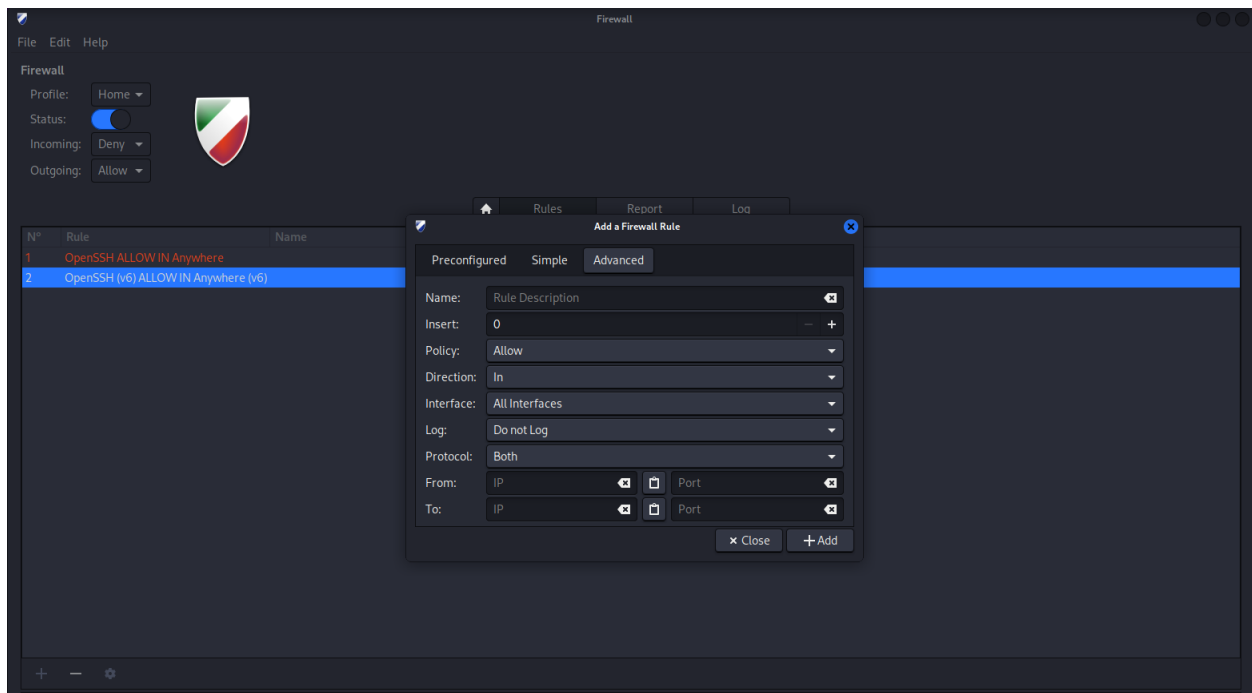 Firewall
File Edit Help
Firewall
Profile: Home
Status:
Incoming: Deny
Outgoing: Allow
Rules Report Log
Nº Rule Name
1 OpenSSH ALLOW IN Anywhere
2 OpenSSH (v6) ALLOW IN Anywhere (v6)
Add a Firewall Rule
Preconfigured Simple Advanced
Name: Rule Description
Insert: 0
Policy: Allow
Direction: In
Interface: All Interfaces
Log: Do not Log
Protocol: Both
From: IP Port
To: IP Port
Close Add